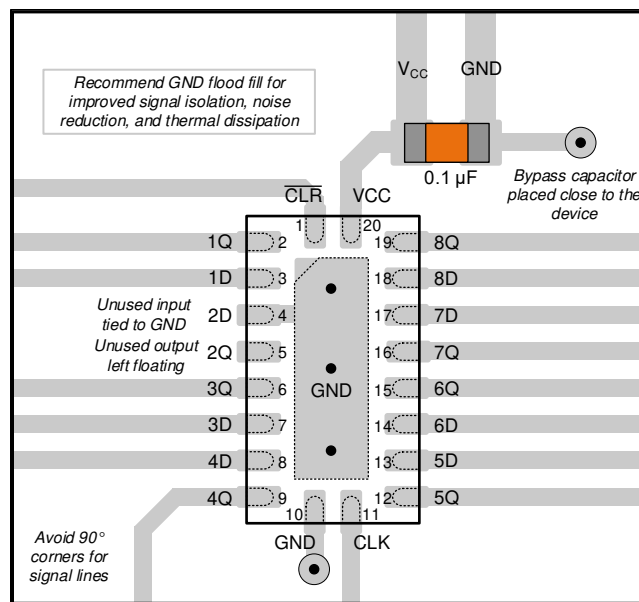 Recommend GND flood fill for
improved signal isolation, noise
reduction, and thermal dissipation
VCC GND
0.1 µF
Bypass capacitor
placed close to the
device
CLR VCC
1 20
1Q 2 19 8Q
1D 3 18 8D
Unused input
tied to GND
2D 4 17 7D
Unused output
left floating
2Q 5 16 7Q
GND
3Q 6 15 6Q
3D 7 14 6D
4D 8 13 5D
4Q 9 12 5Q
10 11
GND CLK
Avoid 90°
corners for
signal lines